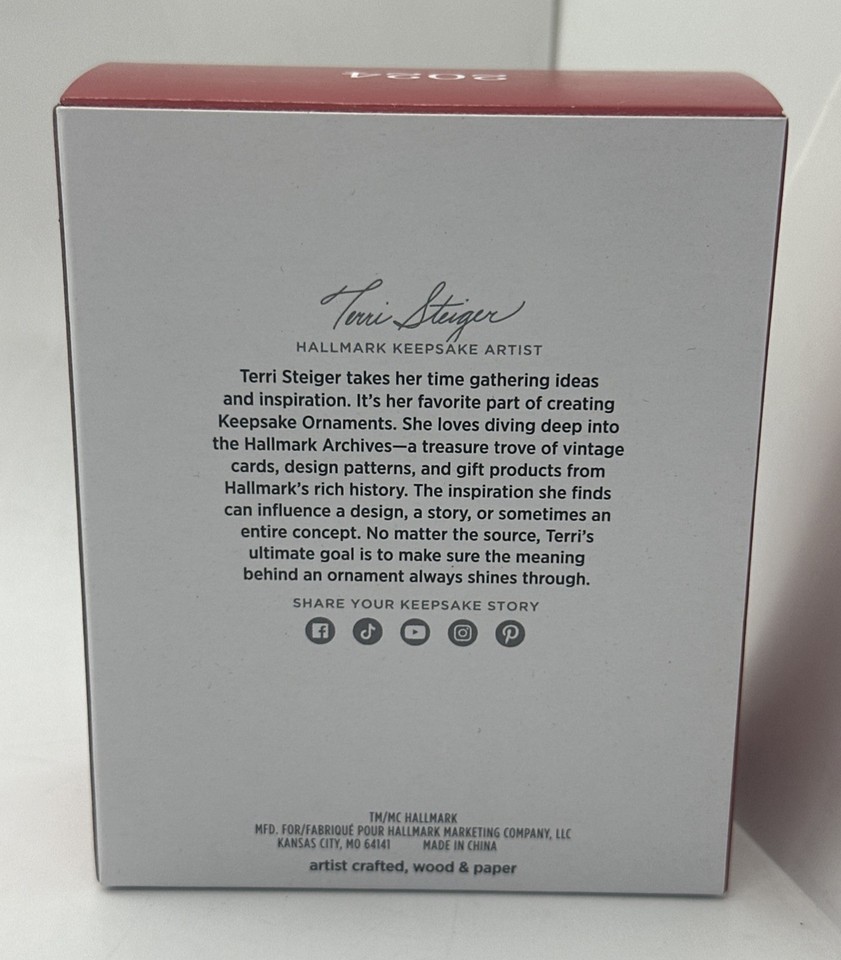 2024
Terri Steiger
HALLMARK KEEPSAKE ARTIST
Terri Steiger takes her time gathering ideas
and inspiration. It's her favorite part of creating
Keepsake Ornaments. She loves diving deep into
the Hallmark Archives—a treasure trove of vintage
cards, design patterns, and gift products from
Hallmark's rich history. The inspiration she finds
can influence a design, a story, or sometimes an
entire concept. No matter the source, Terri's
ultimate goal is to make sure the meaning
behind an ornament always shines through.
SHARE YOUR KEEPSAKE STORY
TM/MC HALLMARK
MFD. FOR/FABRIQUÉ POUR HALLMARK MARKETING COMPANY, LLC
KANSAS CITY, MO 64141 MADE IN CHINA
artist crafted, wood & paper